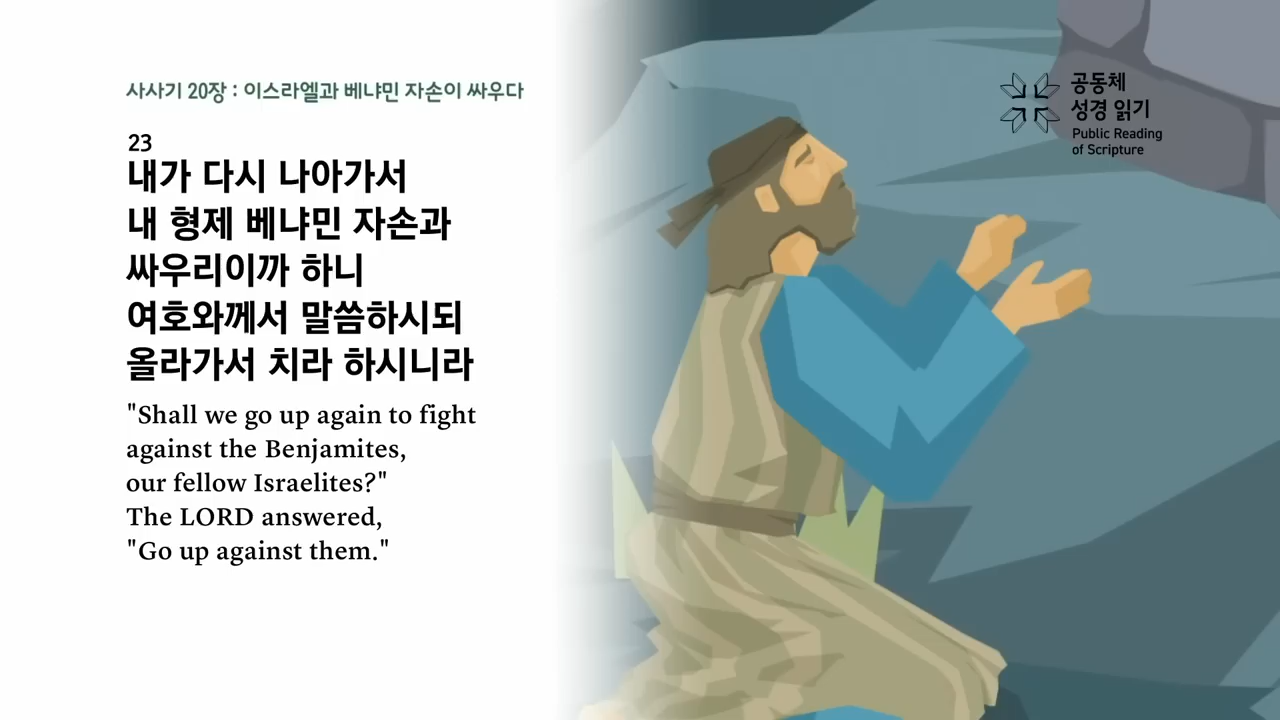 사사기 20장 : 이스라엘과 베냐민 자손이 싸우다
23
내가 다시 나아가서
내 형제 베냐민 자손과
싸우리이까 하니
여호와께서 말씀하시되
올라가서 치라 하시니라
"Shall we go up again to fight
against the Benjamites,
our fellow Israelites?"
The LORD answered,
"Go up against them."
공동체
성경 읽기
Public Reading
of Scripture